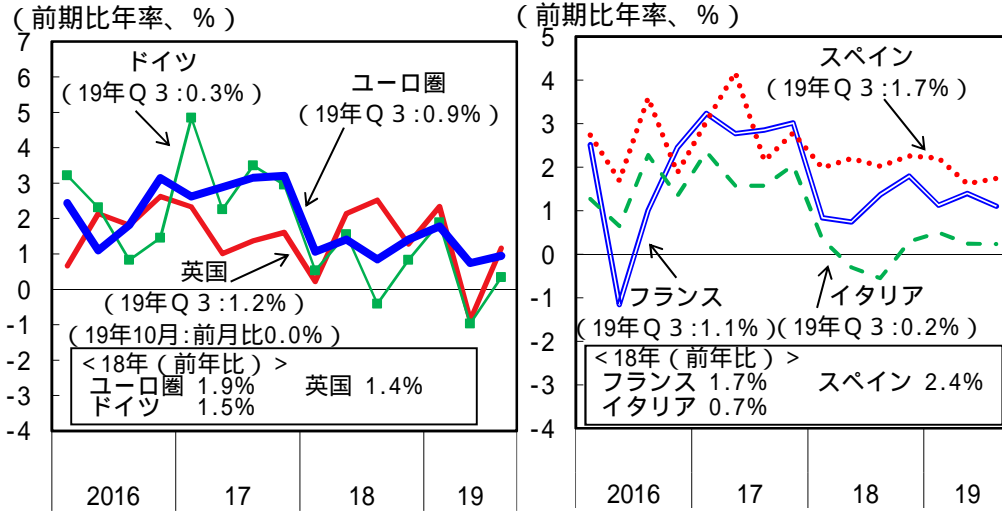 (前期比年率、%)
7
6
5
4
3
2
1
0
-1
-2
-3
-4
ドイツ
(19年Q3:0.3%)
ユーロ圏
(19年Q3:0.9%)
英国
(19年Q3:1.2%)
(19年10月:前月比0.0%)
<18年(前年比)>
ユーロ圏 1.9% 英国 1.4%
ドイツ 1.5%
2016 17 18 19
(前期比年率、%)
5
4
3
2
1
0
-1
-2
-3
-4
スペイン
(19年Q3:1.7%)
フランス
(19年Q3:1.1%)
イタリア
(19年Q3:0.2%)
<18年(前年比)>
フランス 1.7% スペイン 2.4%
イタリア 0.7%
2016 17 18 19